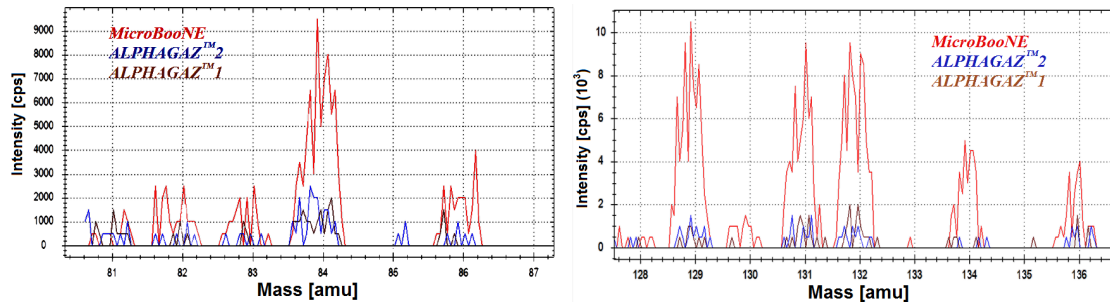 9000
8000
7000
6000
5000
4000
3000
2000
1000
0
Intensity [cps]
MicroBooNE
ALPHAGAZ™2
ALPHAGAZ™1
81 82 83 84 85 86 87
Mass [amu]
10
8
6
4
2
0
Intensity [cps] (10³)
MicroBooNE
ALPHAGAZ™2
ALPHAGAZ™1
128 129 130 131 132 133 134 135 136
Mass [amu]